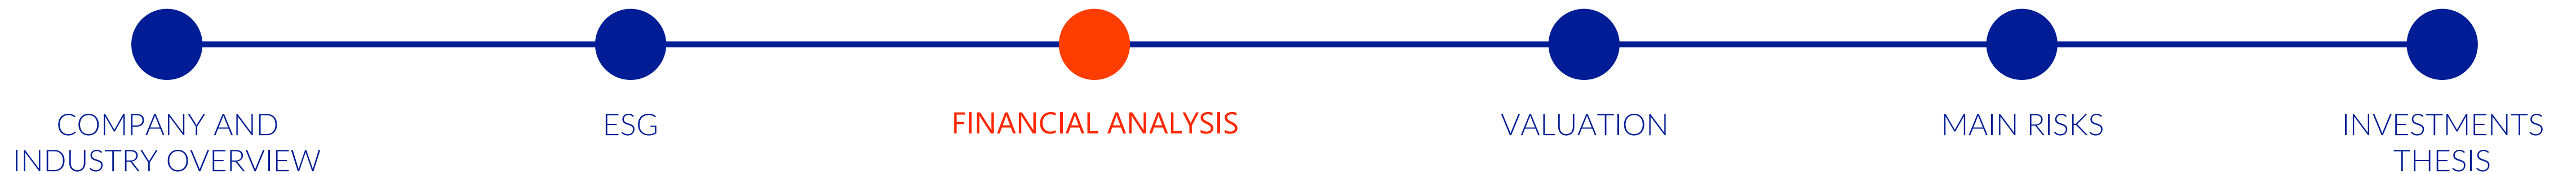 COMPANY AND
INDUSTRY OVERVIEW
ESG
FINANCIAL ANALYSIS
VALUATION
MAIN RISKS
INVESTMENTS
THESIS